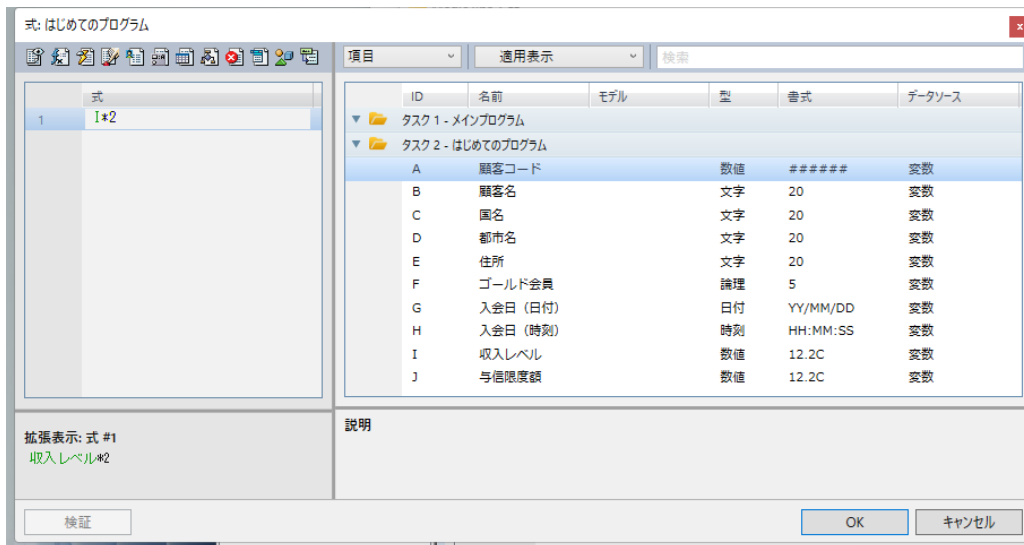 式: はじめてのプログラム
項目 適用表示 検索
式
1 I*2
ID 名前 モデル 型 書式 データソース
タスク 1 - メインプログラム
タスク 2 - はじめてのプログラム
A 顧客コード 数値 ###### 変数
B 顧客名 文字 20 変数
C 国名 文字 20 変数
D 都市名 文字 20 変数
E 住所 文字 20 変数
F ゴールド会員 論理 5 変数
G 入会日（日付） 日付 YY/MM/DD 変数
H 入会日（時刻） 時刻 HH:MM:SS 変数
I 収入レベル 数値 12.2C 変数
J 与信限度額 数値 12.2C 変数
拡張表示: 式 #1
収入レベル*2
説明
検証
OK キャンセル